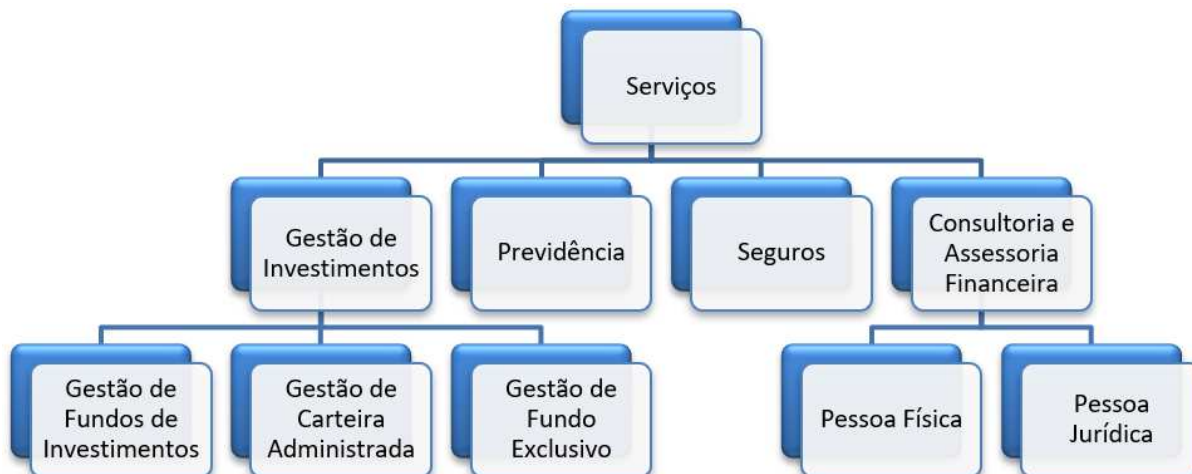 Serviços
Gestão de
Investimentos
Previdência
Seguros
Consultoria e
Assessoria
Financeira
Gestão de
Fundos de
Investimentos
Gestão de
Carteira
Administrada
Gestão de
Fundo
Exclusivo
Pessoa Física
Pessoa
Jurídica